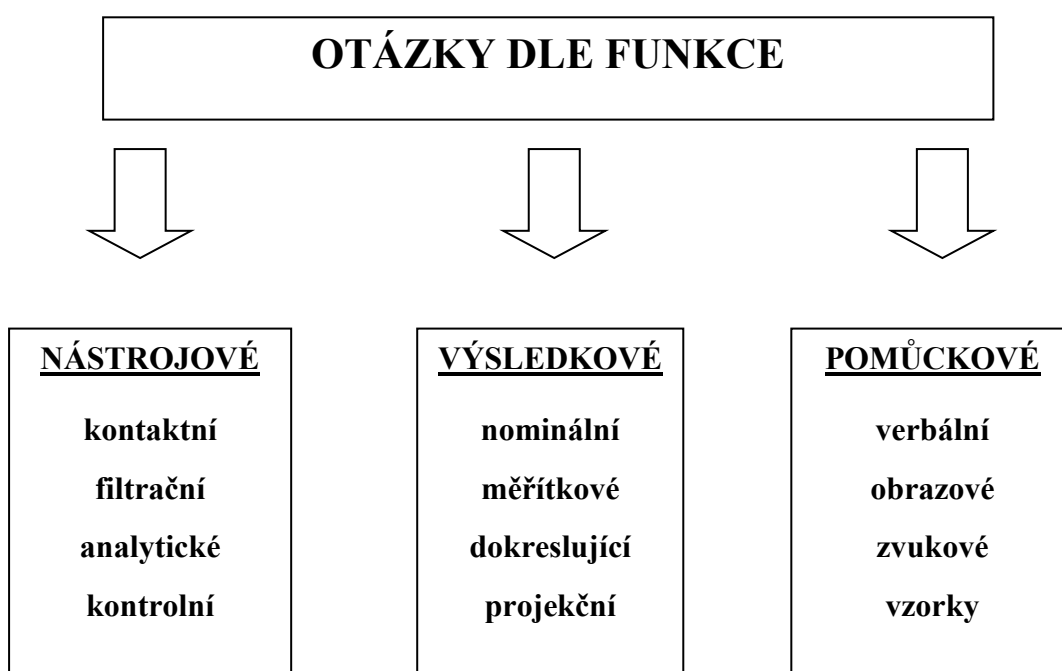 OTÁZKY DLE FUNKCE
NÁSTROJOVÉ
kontaktní
filtrační
analytické
kontrolní
VÝSLEDKOVÉ
nominální
měřítkové
dokreslující
projekční
POMŮCKOVÉ
verbální
obrazové
zvukové
vzorky